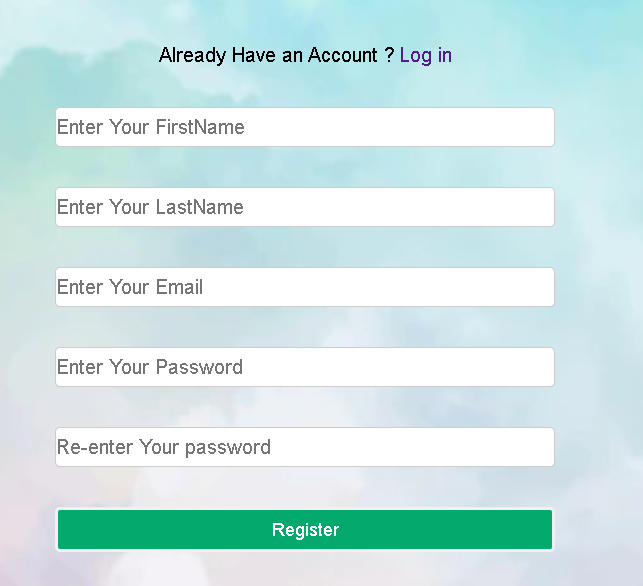 Already Have an Account ? Log in
Enter Your FirstName
Enter Your LastName
Enter Your Email
Enter Your Password
Re-enter Your password
Register